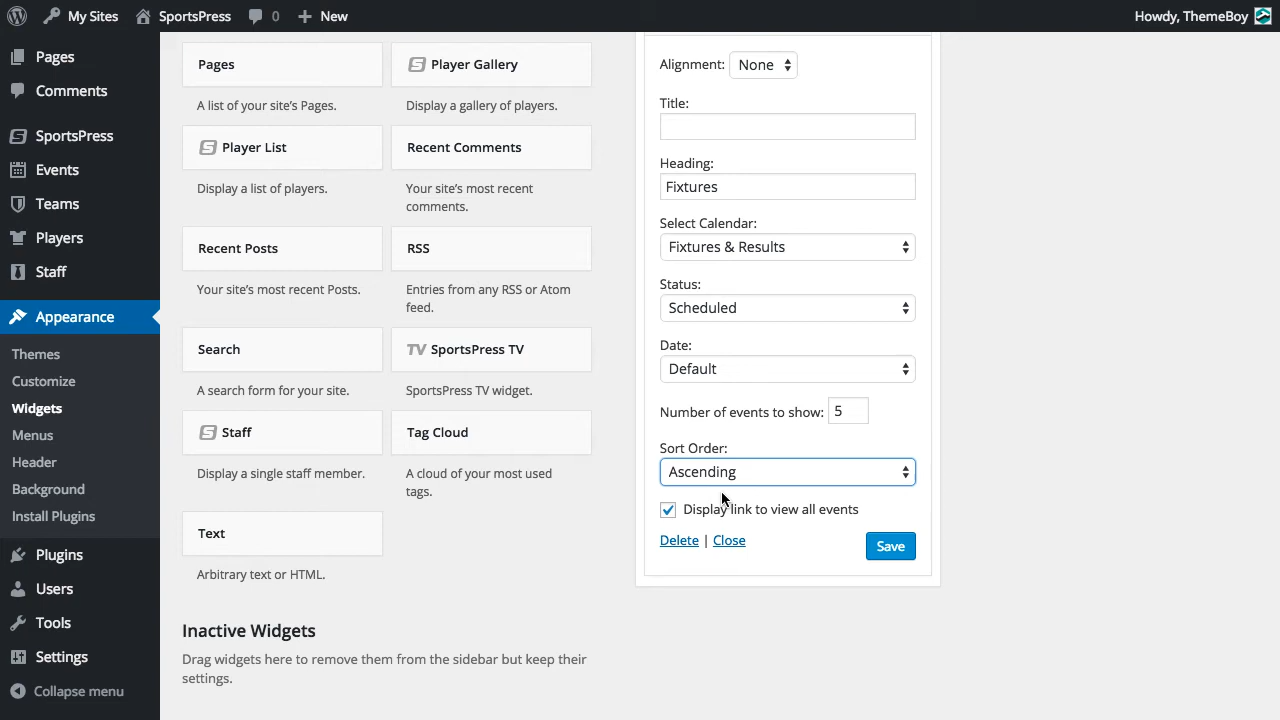 My Sites
SportsPress
0
New
Howdy, ThemeBoy
Pages
Comments
SportsPress
Events
Teams
Players
Staff
Appearance
Themes
Customize
Widgets
Menus
Header
Background
Install Plugins
Plugins
Users
Tools
Settings
Collapse menu
Pages
A list of your site's Pages.
Player Gallery
Display a gallery of players.
Player List
Display a list of players.
Recent Comments
Your site's most recent
comments.
Recent Posts
Your site's most recent Posts.
RSS
Entries from any RSS or Atom
feed.
Search
A search form for your site.
TV SportsPress TV
SportsPress TV widget.
Staff
Display a single staff member.
Tag Cloud
A cloud of your most used
tags.
Text
Arbitrary text or HTML.
Inactive Widgets
Drag widgets here to remove them from the sidebar but keep their
settings.
Alignment: None
Title:
Heading:
Fixtures
Select Calendar:
Fixtures & Results
Status:
Scheduled
Date:
Default
Number of events to show: 5
Sort Order:
Ascending
Display link to view all events
Delete | Close
Save